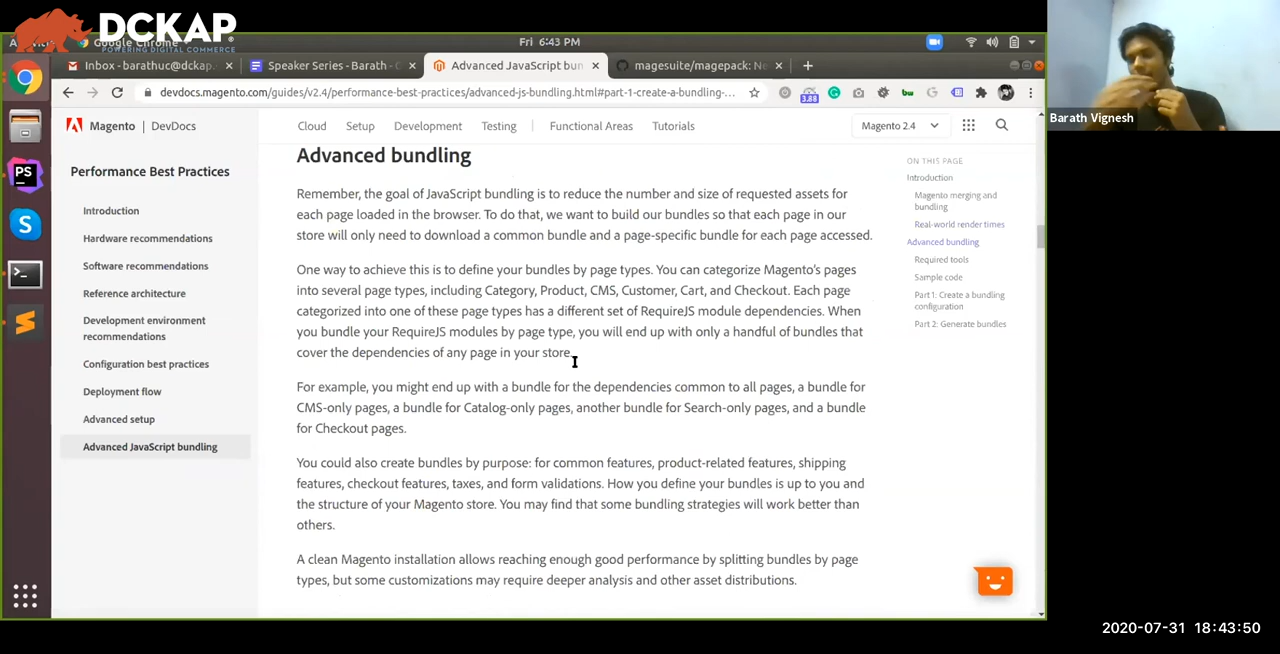 DCKAP
POWERING DIGITAL COMMERCE
Google Chrome
Fri 6:43 PM
Inbox - barathuc@dckap.
Speaker Series - Barath - C
Advanced JavaScript bun
magesuite/magepack: Ne
devdocs.magento.com/guides/v2.4/performance-best-practices/advanced-js-bundling.html#part-1-create-a-bundling-...
3.88
bw
Magento | DevDocs
Cloud Setup Development Testing Functional Areas Tutorials
Magento 2.4
PS
Performance Best Practices
Introduction
Hardware recommendations
Software recommendations
Reference architecture
Development environment
recommendations
Configuration best practices
Deployment flow
Advanced setup
Advanced JavaScript bundling
Advanced bundling
Remember, the goal of JavaScript bundling is to reduce the number and size of requested assets for
each page loaded in the browser. To do that, we want to build our bundles so that each page in our
store will only need to download a common bundle and a page-specific bundle for each page accessed.
One way to achieve this is to define your bundles by page types. You can categorize Magento's pages
into several page types, including Category, Product, CMS, Customer, Cart, and Checkout. Each page
categorized into one of these page types has a different set of RequireJS module dependencies. When
you bundle your RequireJS modules by page type, you will end up with only a handful of bundles that
cover the dependencies of any page in your store.
For example, you might end up with a bundle for the dependencies common to all pages, a bundle for
CMS-only pages, a bundle for Catalog-only pages, another bundle for Search-only pages, and a bundle
for Checkout pages.
You could also create bundles by purpose: for common features, product-related features, shipping
features, checkout features, taxes, and form validations. How you define your bundles is up to you and
the structure of your Magento store. You may find that some bundling strategies will work better than
others.
A clean Magento installation allows reaching enough good performance by splitting bundles by page
types, but some customizations may require deeper analysis and other asset distributions.
ON THIS PAGE
Introduction
Magento merging and
bundling
Real-world render times
Advanced bundling
Required tools
Sample code
Part 1: Create a bundling
configuration
Part 2: Generate bundles
Barath Vignesh
2020-07-31 18:43:50